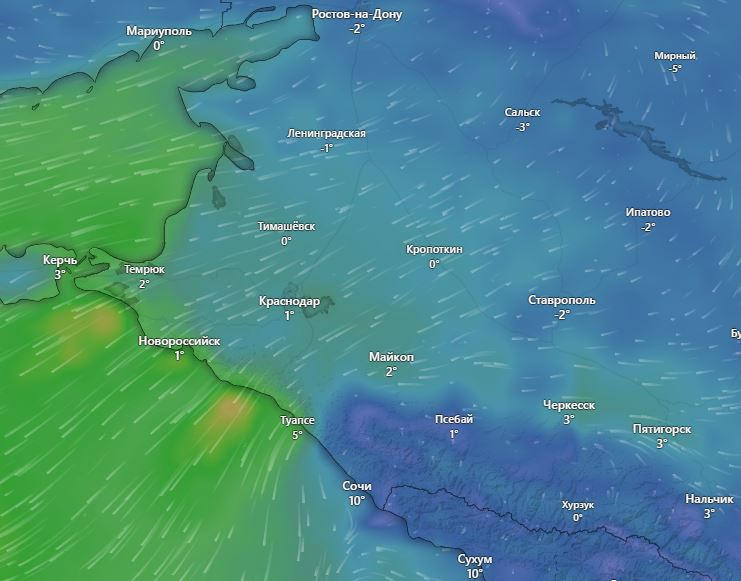 Ростов-на-Дону
-2°
Мариуполь
0°
Мирный
-5°
Сальск
-3°
Ленинградская
-1°
Ипатово
-2°
Тимашёвск
0°
Кропоткин
0°
Керчь
3°
Темрюк
2°
Краснодар
1°
Ставрополь
-2°
Новороссийск
1°
Майкоп
2°
Черкесск
3°
Туапсе
5°
Псебай
1°
Пятигорск
3°
Сочи
10°
Хурзук
0°
Нальчик
3°
Сухум
10°